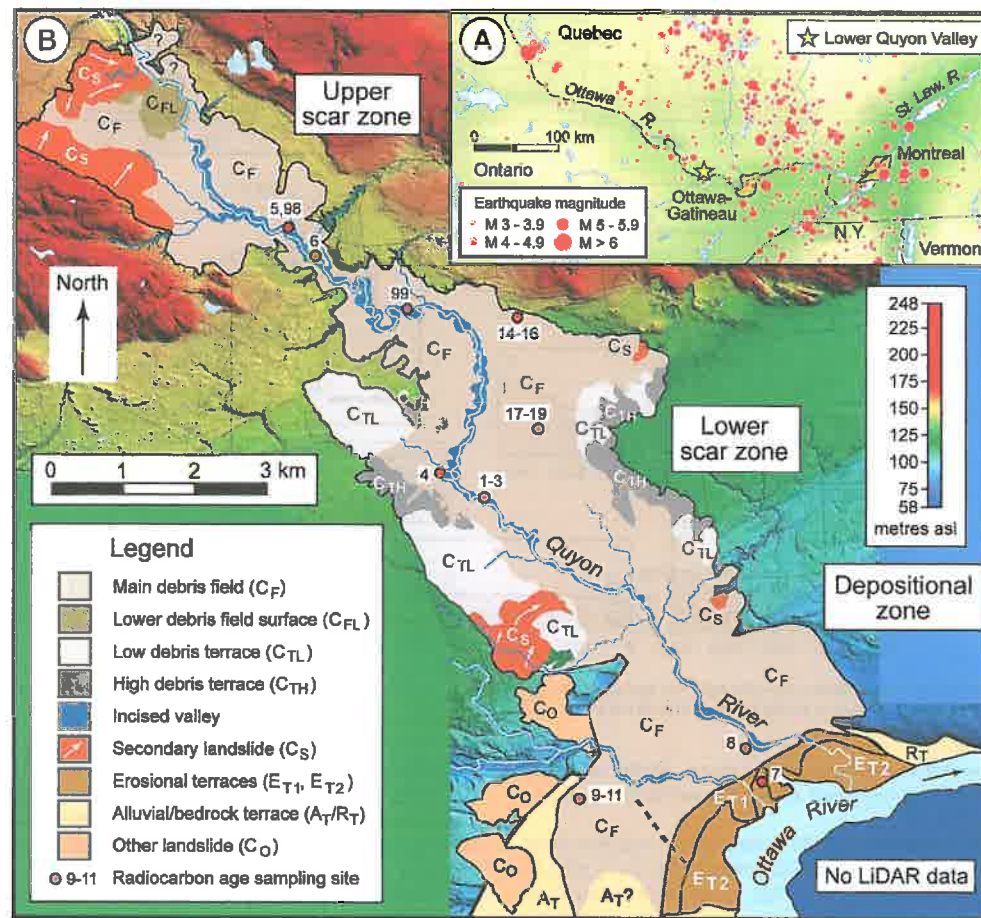 B
Upper
scar zone
?
?
CS
CFL
CF
CS
CF
5,98
6
99
14-16
CF
CS
CF
17-19
CTL
CTH
CTL
Lower
scar zone
4
CTH
1-3
CTH
CTL
CTL
Quyon
River
CS
CTL
CS
Depositional
zone
CF
CO
CF
8
RT
ET2
7
ET1
CO
9-11
CF
CO
ET2
Ottawa
River
AT
AT?
No LiDAR data
North
0 1 2 3 km
A
Quebec
Lower Quyon Valley
Ottawa
R.
St. Law. R.
0 100 km
Ontario
Montreal
Ottawa-
Gatineau
N Y
Vermont
Earthquake magnitude
M 3 - 3.9
M 5 - 5.9
M 4 - 4.9
M > 6
248
225
200
175
150
125
100
75
58
metres asl
Legend
Main debris field (CF)
Lower debris field surface (CFL)
Low debris terrace (CTL)
High debris terrace (CTH)
Incised valley
Secondary landslide (CS)
Erosional terraces (ET1, ET2)
Alluvial/bedrock terrace (AT/RT)
Other landslide (CO)
9-11 Radiocarbon age sampling site